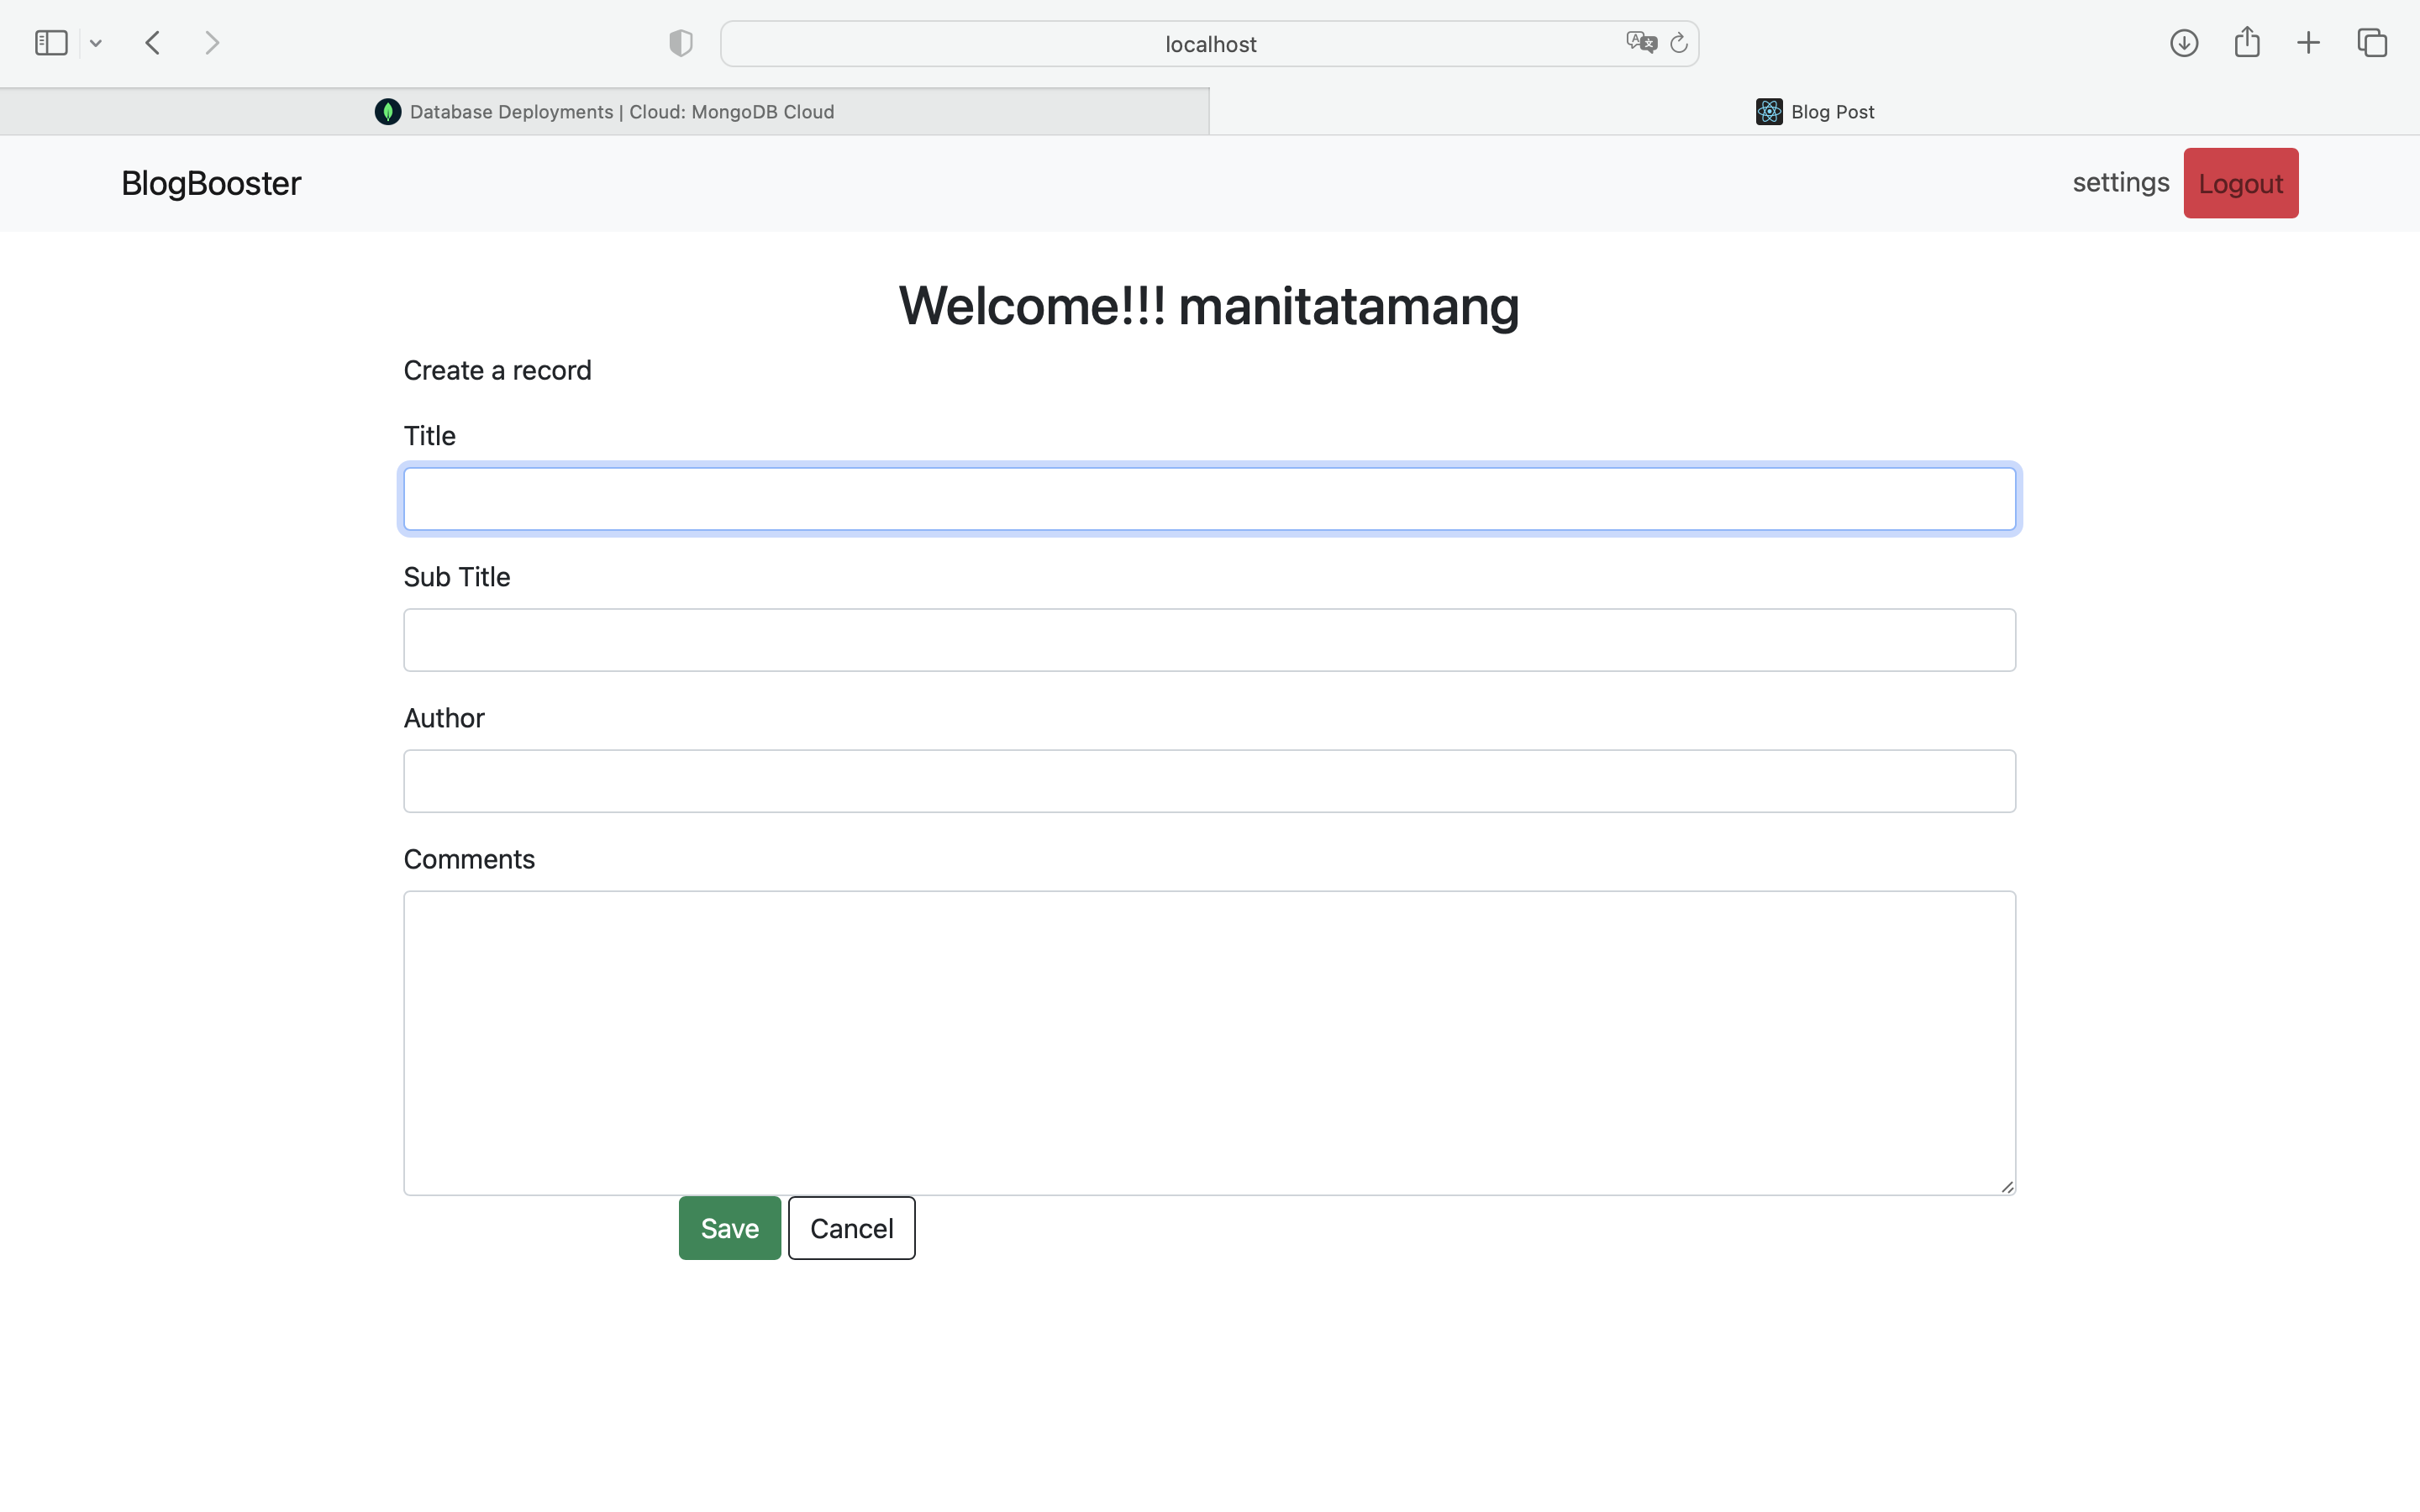 localhost
Database Deployments | Cloud: MongoDB Cloud
Blog Post
BlogBooster
settings
Logout
Welcome!!! manitatamang
Create a record
Title
Sub Title
Author
Comments
Save
Cancel